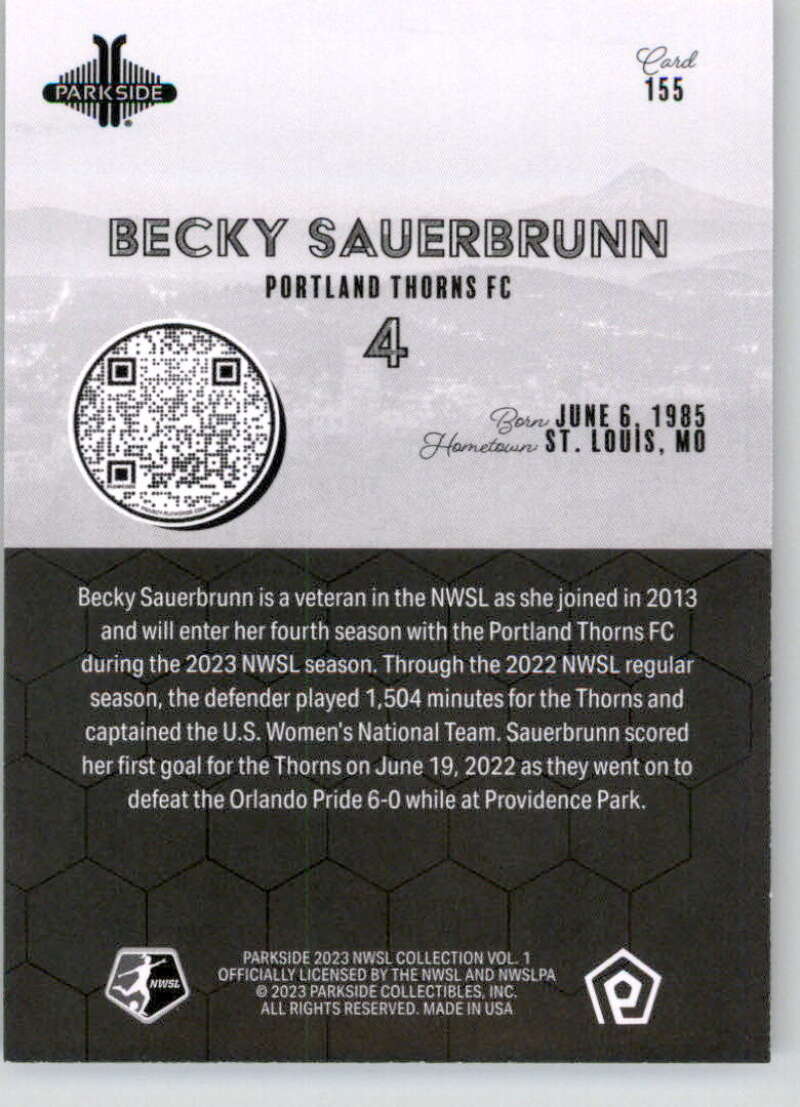 PARKSIDE
Card
155
BECKY SAUERBRUNN
PORTLAND THORNS FC
4
Born JUNE 6, 1985
Hometown ST. LOUIS, MO
Becky Sauerbrunn is a veteran in the NWSL as she joined in 2013
and will enter her fourth season with the Portland Thorns FC
during the 2023 NWSL season. Through the 2022 NWSL regular
season, the defender played 1,504 minutes for the Thorns and
captained the U.S. Women's National Team. Sauerbrunn scored
her first goal for the Thorns on June 19, 2022 as they went on to
defeat the Orlando Pride 6-0 while at Providence Park.
NWSL
PARKSIDE 2023 NWSL COLLECTION VOL. 1
OFFICIALLY LICENSED BY THE NWSL AND NWSLPA
© 2023 PARKSIDE COLLECTIBLES, INC.
ALL RIGHTS RESERVED. MADE IN USA